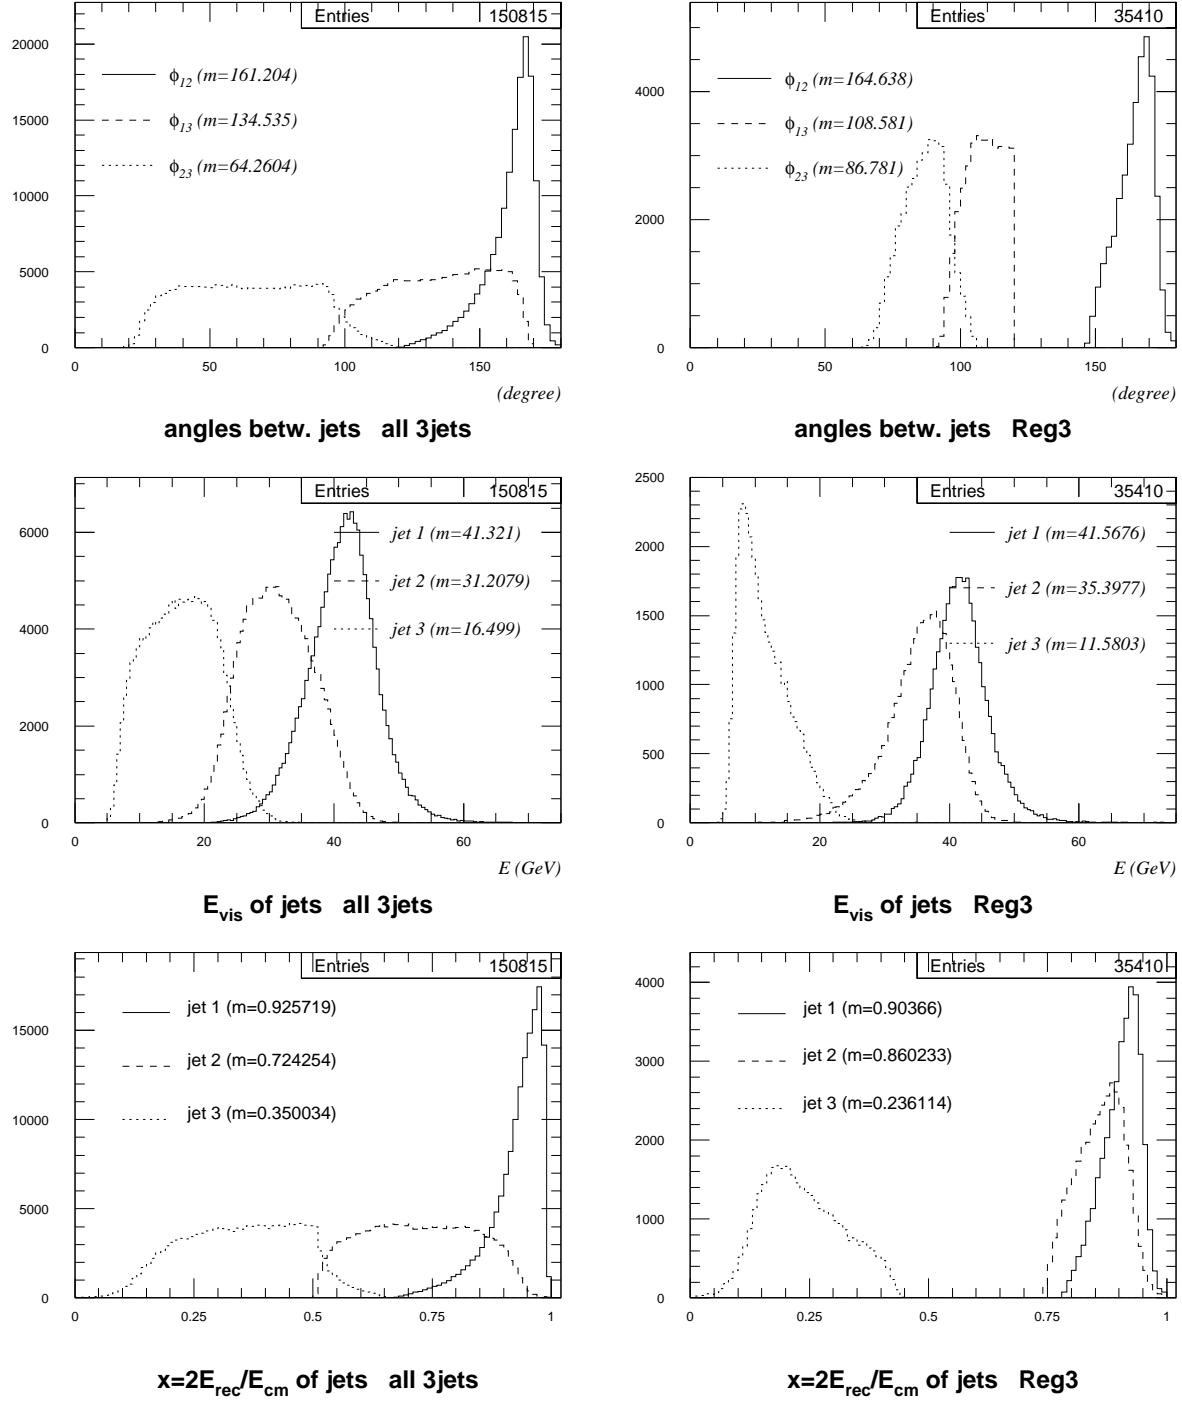 Entries 150815
20000
15000
10000
5000
0
ϕ12 (m=161.204)
ϕ13 (m=134.535)
ϕ23 (m=64.2604)
0 50 100 150
(degree)
angles betw. jets all 3jets
Entries 35410
4000
2000
0
ϕ12 (m=164.638)
ϕ13 (m=108.581)
ϕ23 (m=86.781)
0 50 100 150
(degree)
angles betw. jets Reg3
Entries 150815
6000
4000
2000
0
jet 1 (m=41.321)
jet 2 (m=31.2079)
jet 3 (m=16.499)
0 20 40 60
E (GeV)
Evis of jets all 3jets
Entries 35410
2500
2000
1500
1000
500
0
jet 1 (m=41.5676)
jet 2 (m=35.3977)
jet 3 (m=11.5803)
0 20 40 60
E (GeV)
Evis of jets Reg3
Entries 150815
15000
10000
5000
0
jet 1 (m=0.925719)
jet 2 (m=0.724254)
jet 3 (m=0.350034)
0 0.25 0.5 0.75 1
x=2Erec/Ecm of jets all 3jets
Entries 35410
4000
3000
2000
1000
0
jet 1 (m=0.90366)
jet 2 (m=0.860233)
jet 3 (m=0.236114)
0 0.25 0.5 0.75 1
x=2Erec/Ecm of jets Reg3